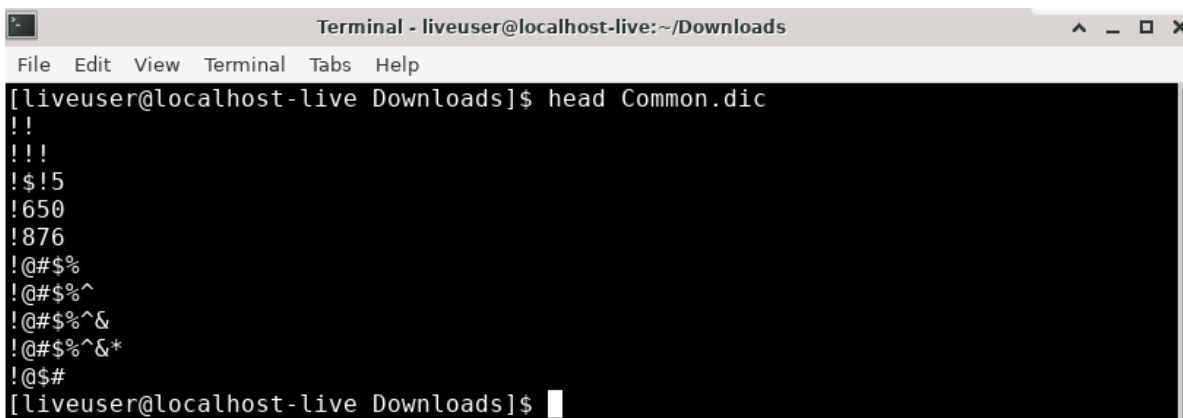 Terminal - liveuser@localhost-live:~/Downloads
File Edit View Terminal Tabs Help
[liveuser@localhost-live Downloads]$ head Common.dic
!!
!!!
!$!5
!650
!876
!@#$%
!@#$%^
!@#$%^&
!@#$%^&*
!@$#
[liveuser@localhost-live Downloads]$